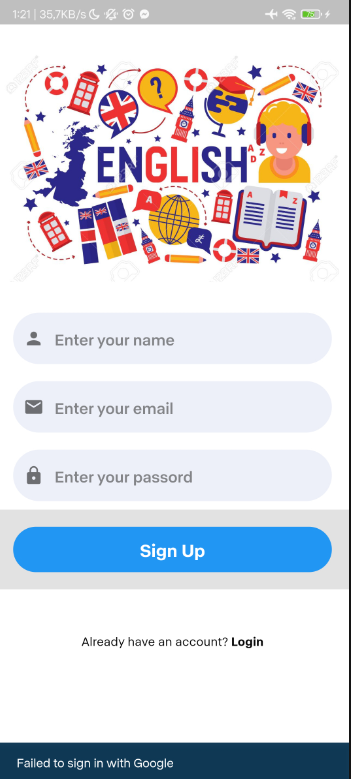 1:21 | 35,7KB/s
75
?
ENGLISH
A
Z
D
A
A
Z
Enter your name
Enter your email
Enter your passord
Sign Up
Already have an account? Login
Failed to sign in with Google